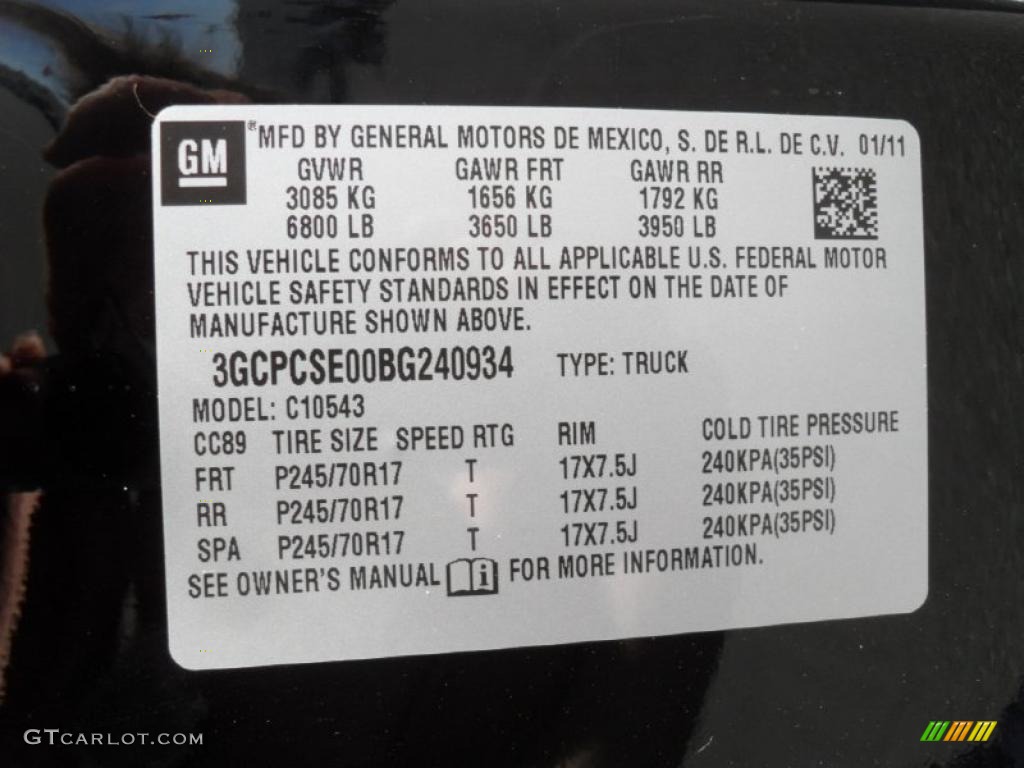 GM ® MFD BY GENERAL MOTORS DE MEXICO, S. DE R.L. DE C.V. 01/11
GVWR GAWR FRT GAWR RR
3085 KG 1656 KG 1792 KG
6800 LB 3650 LB 3950 LB
THIS VEHICLE CONFORMS TO ALL APPLICABLE U.S. FEDERAL MOTOR
VEHICLE SAFETY STANDARDS IN EFFECT ON THE DATE OF
MANUFACTURE SHOWN ABOVE.
3GCPCSE00BG240934 TYPE: TRUCK
MODEL: C10543
CC89 TIRE SIZE SPEED RTG RIM COLD TIRE PRESSURE
FRT P245/70R17 T 17X7.5J 240KPA(35PSI)
RR P245/70R17 T 17X7.5J 240KPA(35PSI)
SPA P245/70R17 T 17X7.5J 240KPA(35PSI)
SEE OWNER'S MANUAL i FOR MORE INFORMATION.
GTCARLOT.COM